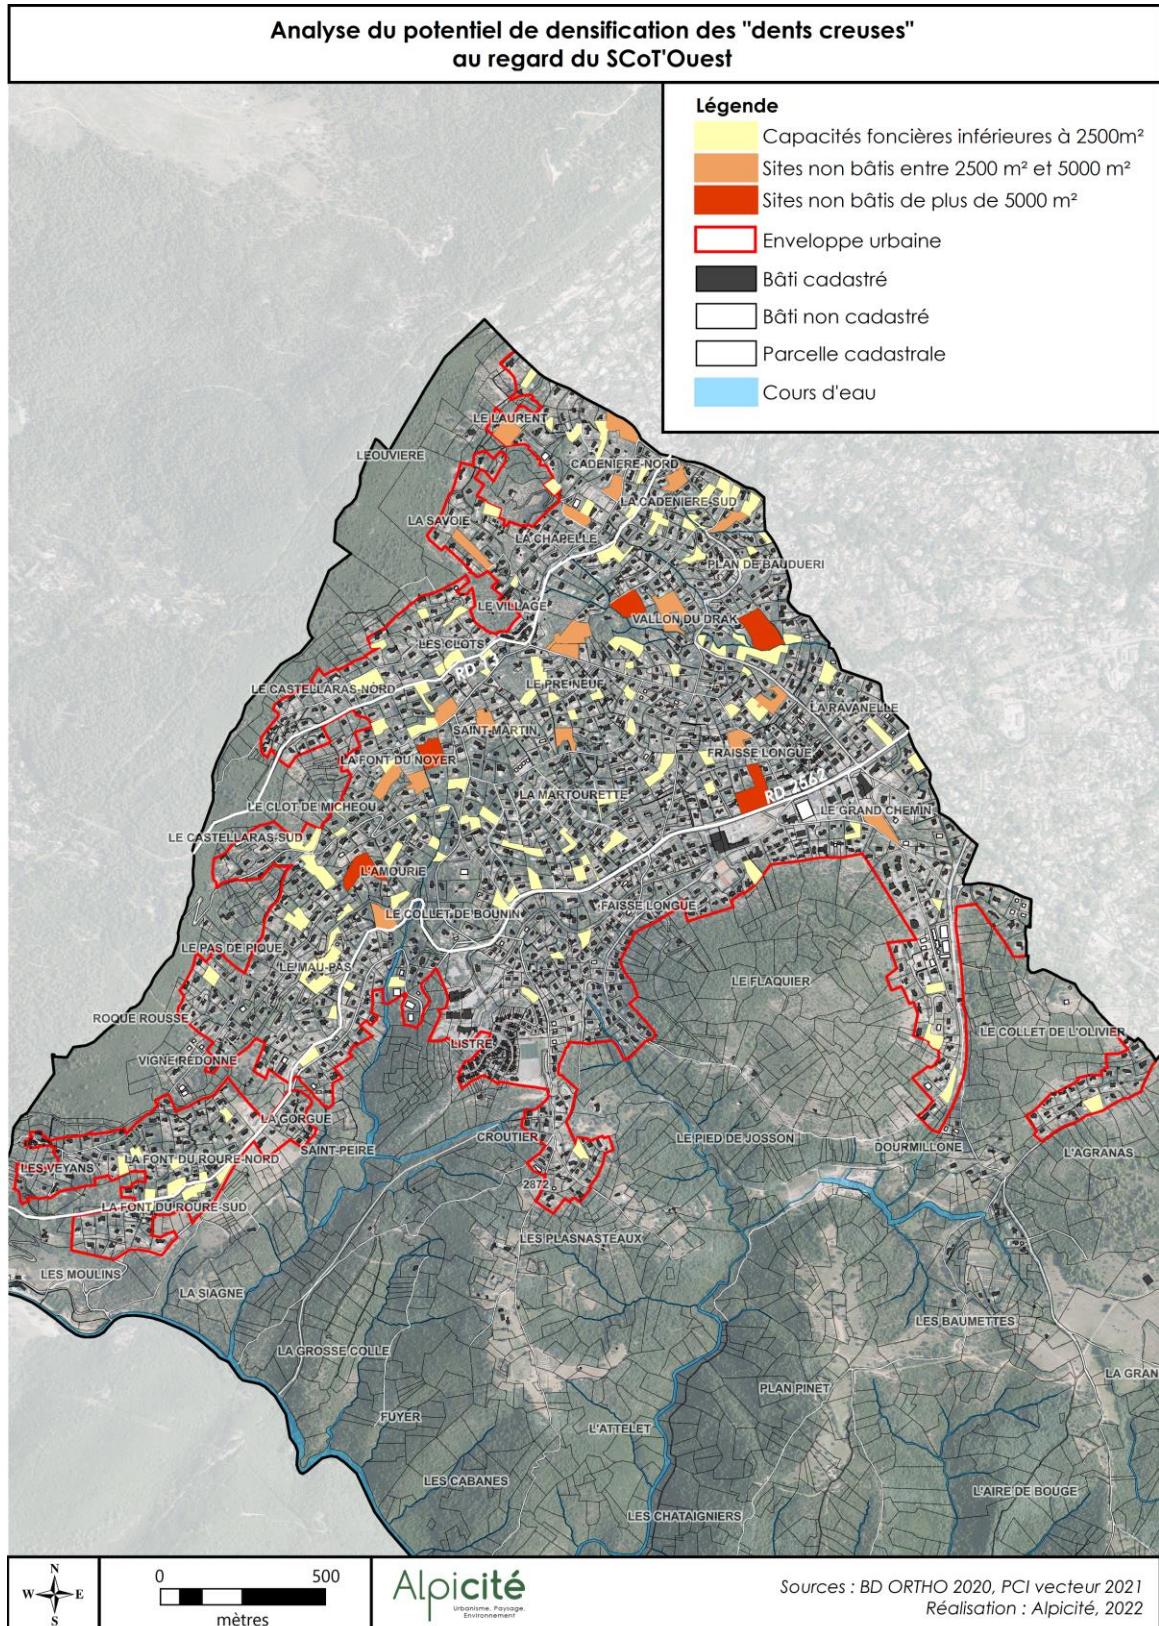 Analyse du potentiel de densification des "dents creuses"
au regard du SCoT'Ouest
Légende
Capacités foncières inférieures à 2500m²
Sites non bâtis entre 2500 m² et 5000 m²
Sites non bâtis de plus de 5000 m²
Enveloppe urbaine
Bâti cadastré
Bâti non cadastré
Parcelle cadastrale
Cours d'eau
LE LAURENT
LEOUVIERE
CADENIERE-NORD
LA CADENIERE-SUD
LA SAVOIE
LA CHAPELLE
PLAN DE BAUDUERI
LE VILLAGE
VALLON DU DRAK
LES CLOTS
RD 13
LE PRE NEUF
LE CASTELLARAS-NORD
LA RAVANELLE
SAINT-MARTIN
FRAISSE LONGUE
LA FONT DU NOYER
RD 2562
LA MARTOURETTE
LE CLOT DE MICHEOU
LE GRAND CHEMIN
LE CASTELLARAS-SUD
L'AMOURIE
LE COLLET DE BOUNIN
FAISSE LONGUE
LE PAS DE PIQUE
LE MAU-PAS
LE FLAQUIER
ROQUE ROUSSE
LE COLLET DE L'OLIVIER
LISTRE
VIGNE REDONNE
LA GORGUE
CROUTIER
LE PIED DE JOSSON
SAINT-PEIRE
DOURMILLONE
LA FONT DU ROURE-NORD
L'AGRANAS
LES VEYANS
2872
LA FONT DU ROURE-SUD
LES PLASNASTEAUX
LES MOULINS
LA SIAGNE
LES BAUMETTES
LA GROSSE COLLE
LA GRAN
PLAN PINET
FUYER
L'ATTELET
LES CABANES
L'AIRE DE BOUGE
LES CHATAIGNIERS
N
W E
S
0 500
mètres
Alpicité
Urbanisme, Paysage,
Environnement
Sources : BD ORTHO 2020, PCI vecteur 2021
Réalisation : Alpicité, 2022